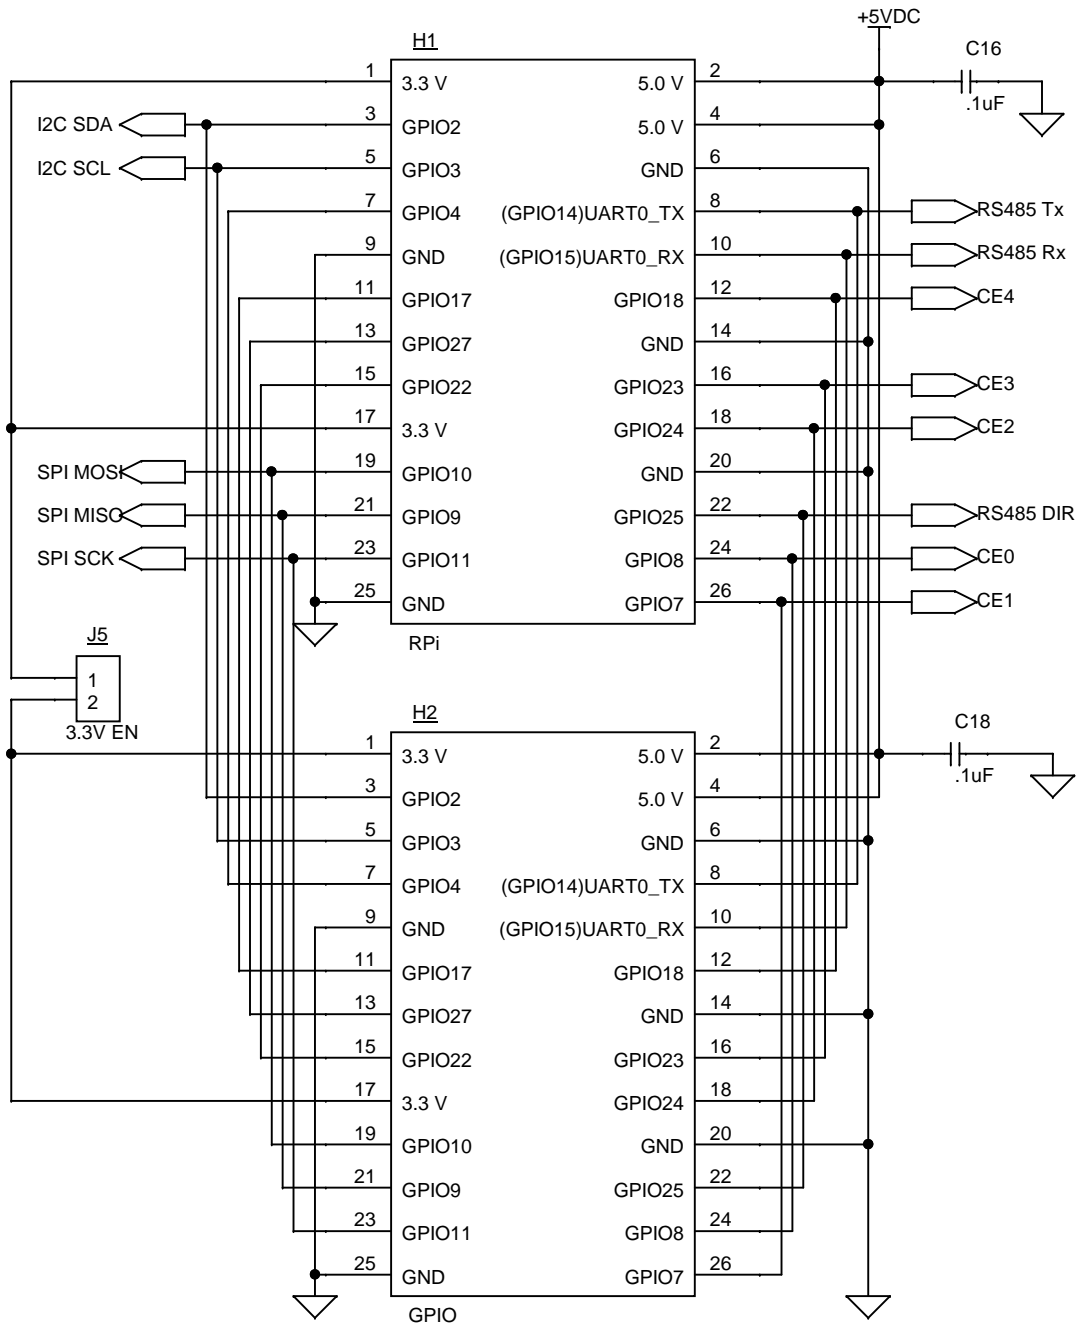 +5VDC
H1
C16
1 3.3 V 5.0 V 2
.1uF
I2C SDA 3 GPIO2 5.0 V 4
I2C SCL 5 GPIO3 GND 6
7 GPIO4 (GPIO14)UART0_TX 8 RS485 Tx
9 GND (GPIO15)UART0_RX 10 RS485 Rx
11 GPIO17 GPIO18 12 CE4
13 GPIO27 GND 14
15 GPIO22 GPIO23 16 CE3
17 3.3 V GPIO24 18 CE2
SPI MOSI 19 GPIO10 GND 20
SPI MISO 21 GPIO9 GPIO25 22 RS485 DIR
SPI SCK 23 GPIO11 GPIO8 24 CE0
25 GND GPIO7 26 CE1
RPi
J5
1
2
3.3V EN
H2
C18
1 3.3 V 5.0 V 2
.1uF
3 GPIO2 5.0 V 4
5 GPIO3 GND 6
7 GPIO4 (GPIO14)UART0_TX 8
9 GND (GPIO15)UART0_RX 10
11 GPIO17 GPIO18 12
13 GPIO27 GND 14
15 GPIO22 GPIO23 16
17 3.3 V GPIO24 18
19 GPIO10 GND 20
21 GPIO9 GPIO25 22
23 GPIO11 GPIO8 24
25 GND GPIO7 26
GPIO